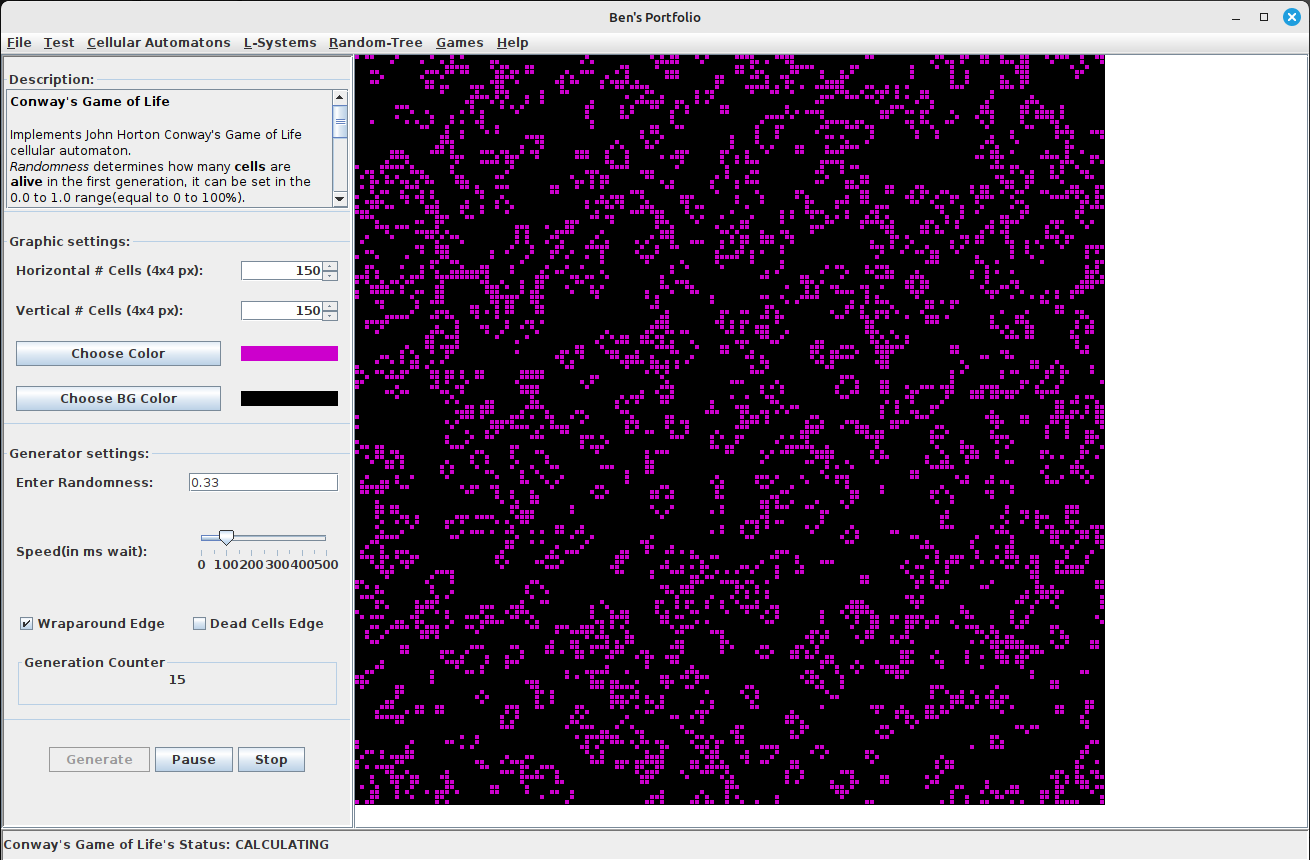 Ben's Portfolio
File Test Cellular Automatons L-Systems Random-Tree Games Help
Description:
Conway's Game of Life
Implements John Horton Conway's Game of Life
cellular automaton.
Randomness determines how many cells are
alive in the first generation, it can be set in the
0.0 to 1.0 range(equal to 0 to 100%).
Graphic settings:
Horizontal # Cells (4x4 px): 150
Vertical # Cells (4x4 px): 150
Choose Color
Choose BG Color
Generator settings:
Enter Randomness: 0.33
Speed(in ms wait):
0 100 200 300 400 500
Wraparound Edge Dead Cells Edge
Generation Counter
15
Generate Pause Stop
Conway's Game of Life's Status: CALCULATING